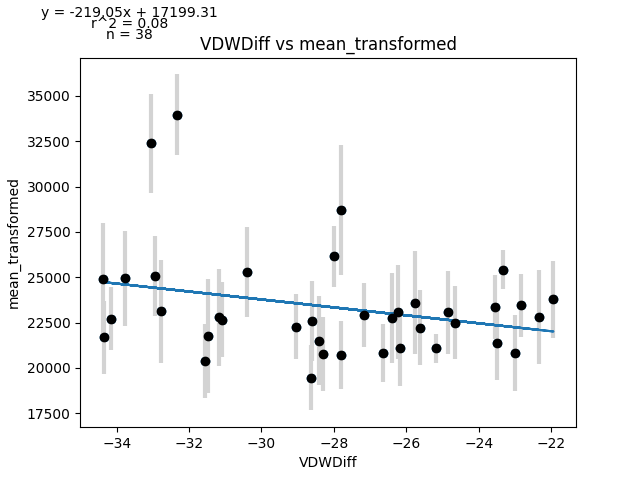 y = -219.05x + 17199.31
r^2 = 0.08
n = 38
VDWDiff vs mean_transformed
mean_transformed
35000
32500
30000
27500
25000
22500
20000
17500
−34
−32
−30
−28
−26
−24
−22
VDWDiff